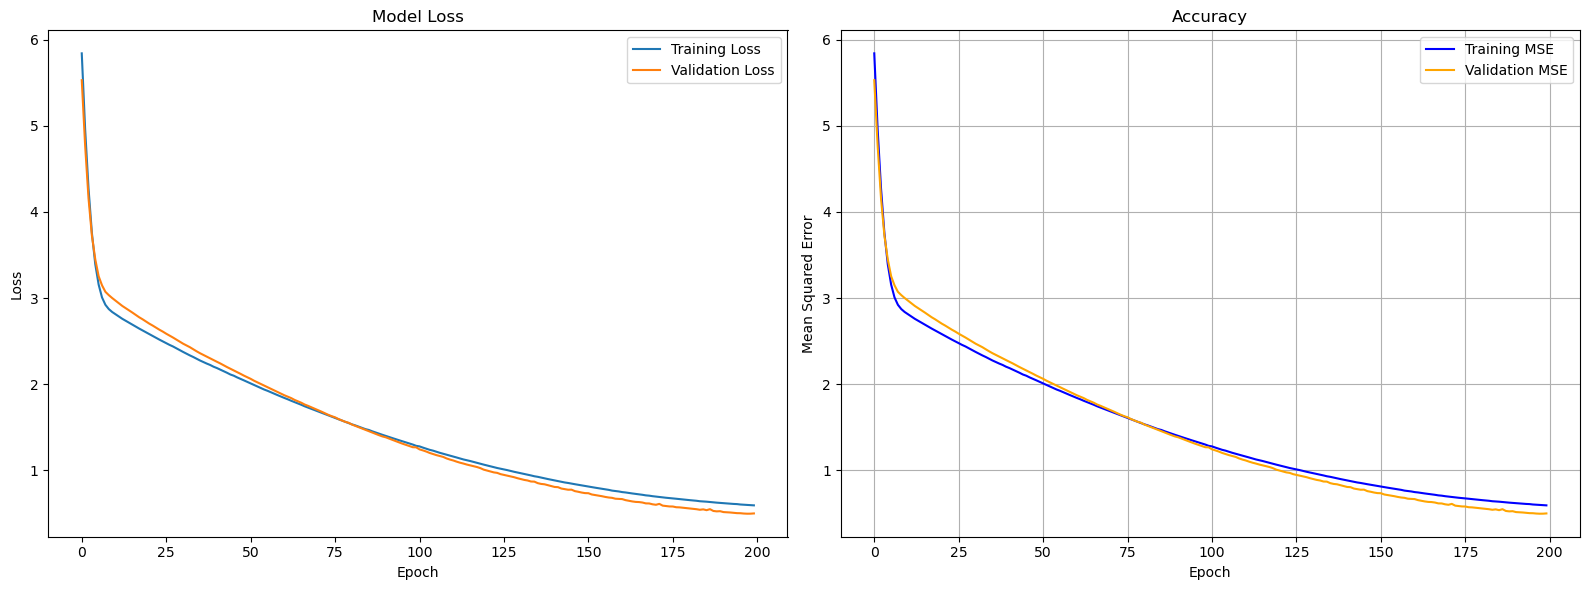 Model Loss
6
5
4
3
2
1
Loss
0 25 50 75 100 125 150 175 200
Epoch
Training Loss
Validation Loss
Accuracy
6
5
4
3
2
1
Mean Squared Error
0 25 50 75 100 125 150 175 200
Epoch
Training MSE
Validation MSE